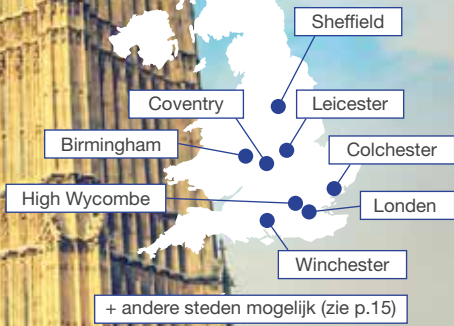 Sheffield
Coventry
Leicester
Birmingham
Colchester
High Wycombe
Londen
Winchester
+ andere steden mogelijk (zie p.15)